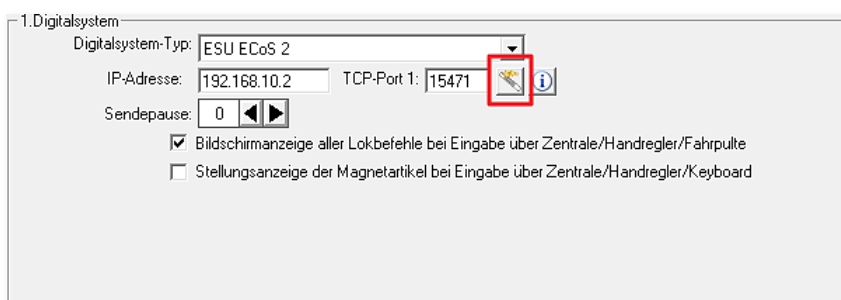 1.Digitalsystem
Digitalsystem-Typ: ESU ECoS 2
IP-Adresse: 192.168.10.2 TCP-Port 1: 15471
Sendepause: 0
Bildschirmanzeige aller Lokbefehle bei Eingabe über Zentrale/Handregler/Fahrpulte
Stellungsanzeige der Magnetartikel bei Eingabe über Zentrale/Handregler/Keyboard